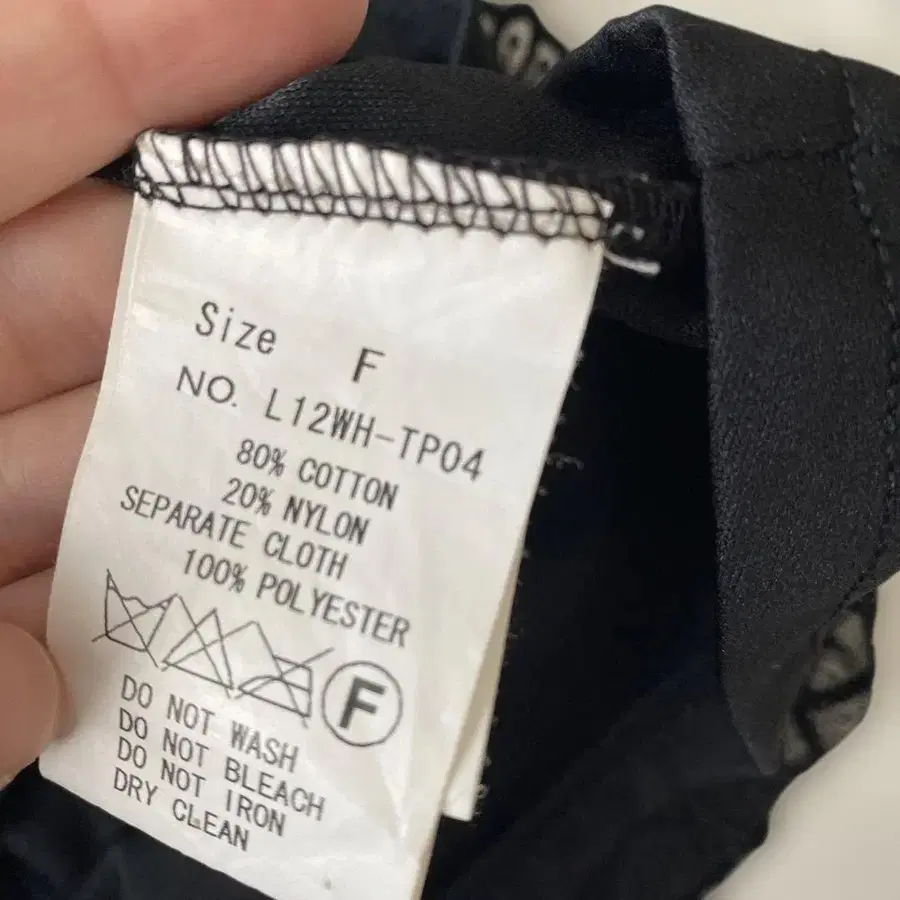 Size F
NO. L12WH-TP04
80% COTTON
20% NYLON
SEPARATE CLOTH
100% POLYESTER
F
DO NOT WASH
DO NOT BLEACH
DO NOT IRON
DRY CLEAN